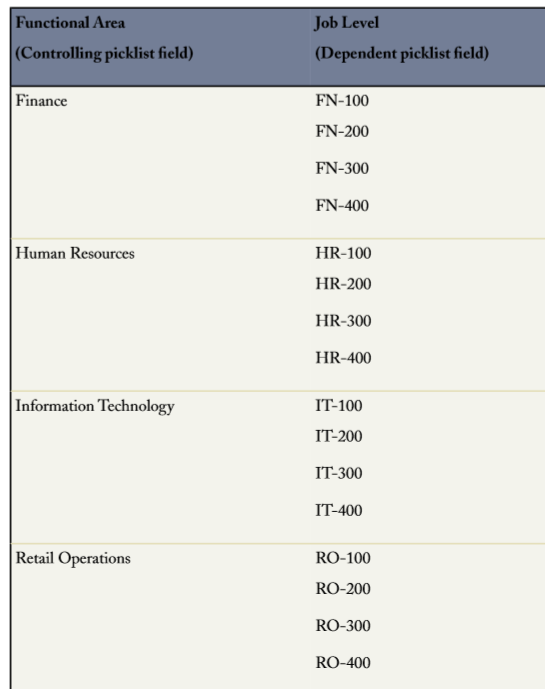 Functional Area
(Controlling picklist field)
Job Level
(Dependent picklist field)
Finance
FN-100
FN-200
FN-300
FN-400
Human Resources
HR-100
HR-200
HR-300
HR-400
Information Technology
IT-100
IT-200
IT-300
IT-400
Retail Operations
RO-100
RO-200
RO-300
RO-400